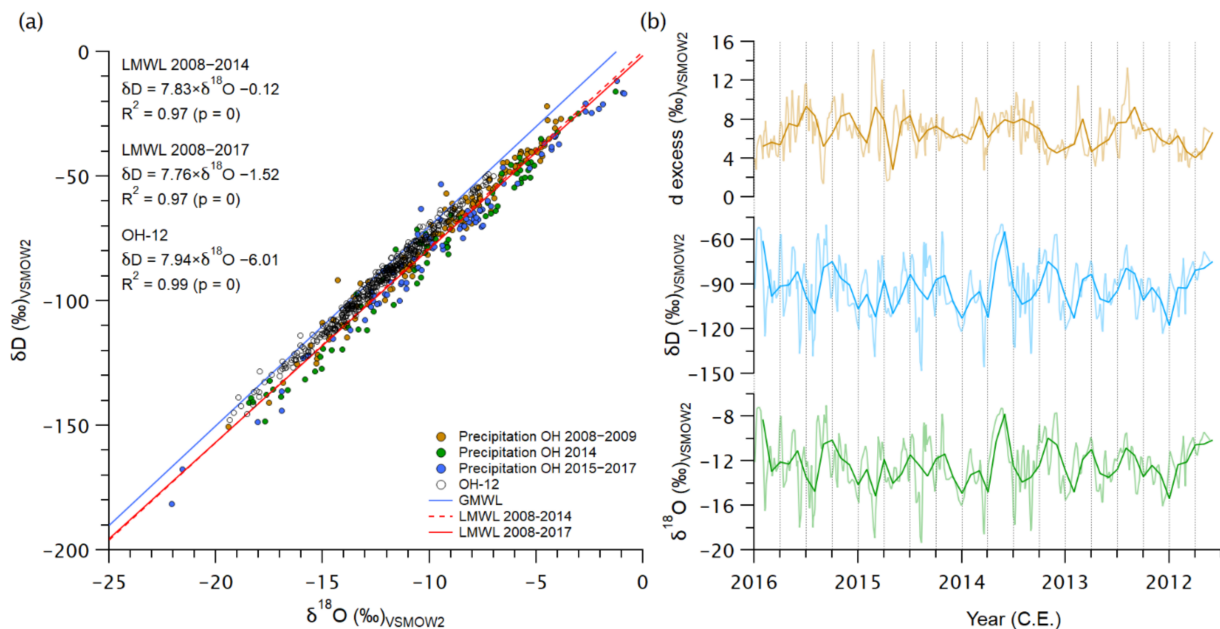 (a)
LMWL 2008−2014
δD = 7.83×δ¹⁸O −0.12
R² = 0.97 (p = 0)
LMWL 2008−2017
δD = 7.76×δ¹⁸O −1.52
R² = 0.97 (p = 0)
OH-12
δD = 7.94×δ¹⁸O −6.01
R² = 0.99 (p = 0)
0
−50
−100
−150
−200
δD (‰)VSMOW2
Precipitation OH 2008−2009
Precipitation OH 2014
Precipitation OH 2015−2017
OH-12
GMWL
LMWL 2008-2014
LMWL 2008-2017
−25 −20 −15 −10 −5 0
δ¹⁸O (‰)VSMOW2
(b)
16
12
8
4
0
d excess (‰)VSMOW2
-60
-90
-120
-150
δD (‰)VSMOW2
-8
-12
-16
-20
δ¹⁸O (‰)VSMOW2
2016 2015 2014 2013 2012
Year (C.E.)